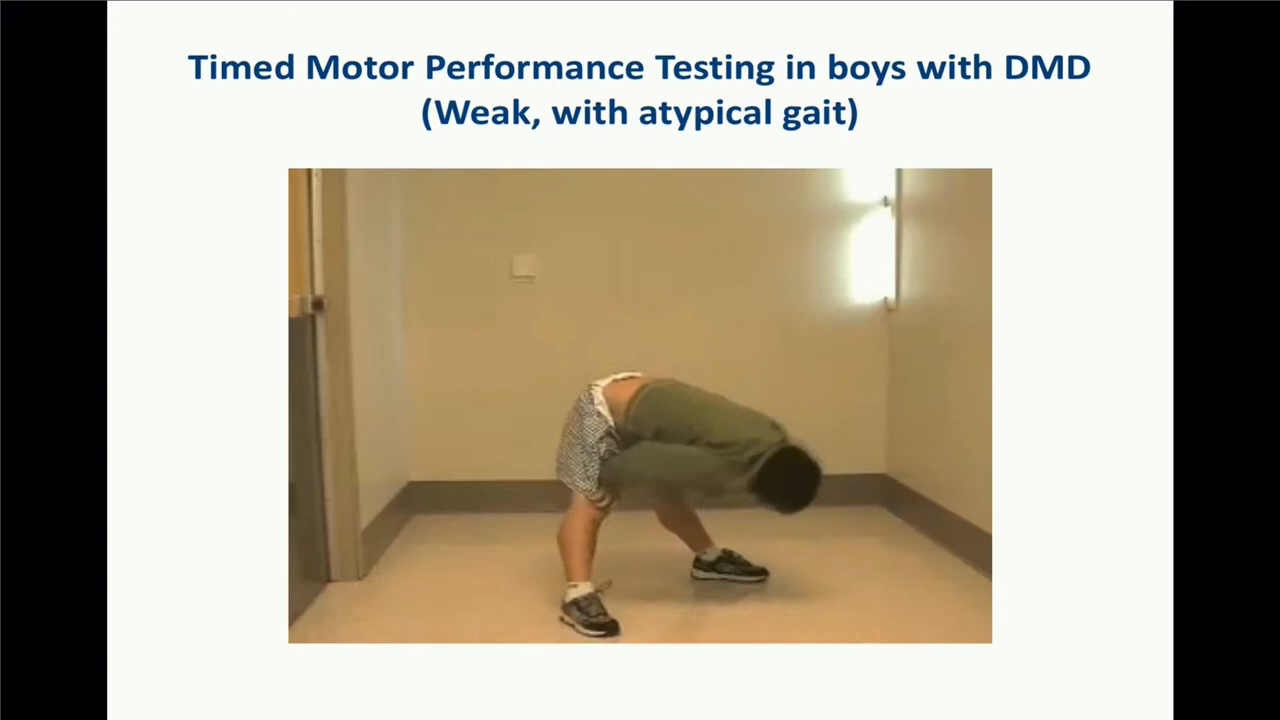 Timed Motor Performance Testing in boys with DMD
(Weak, with atypical gait)